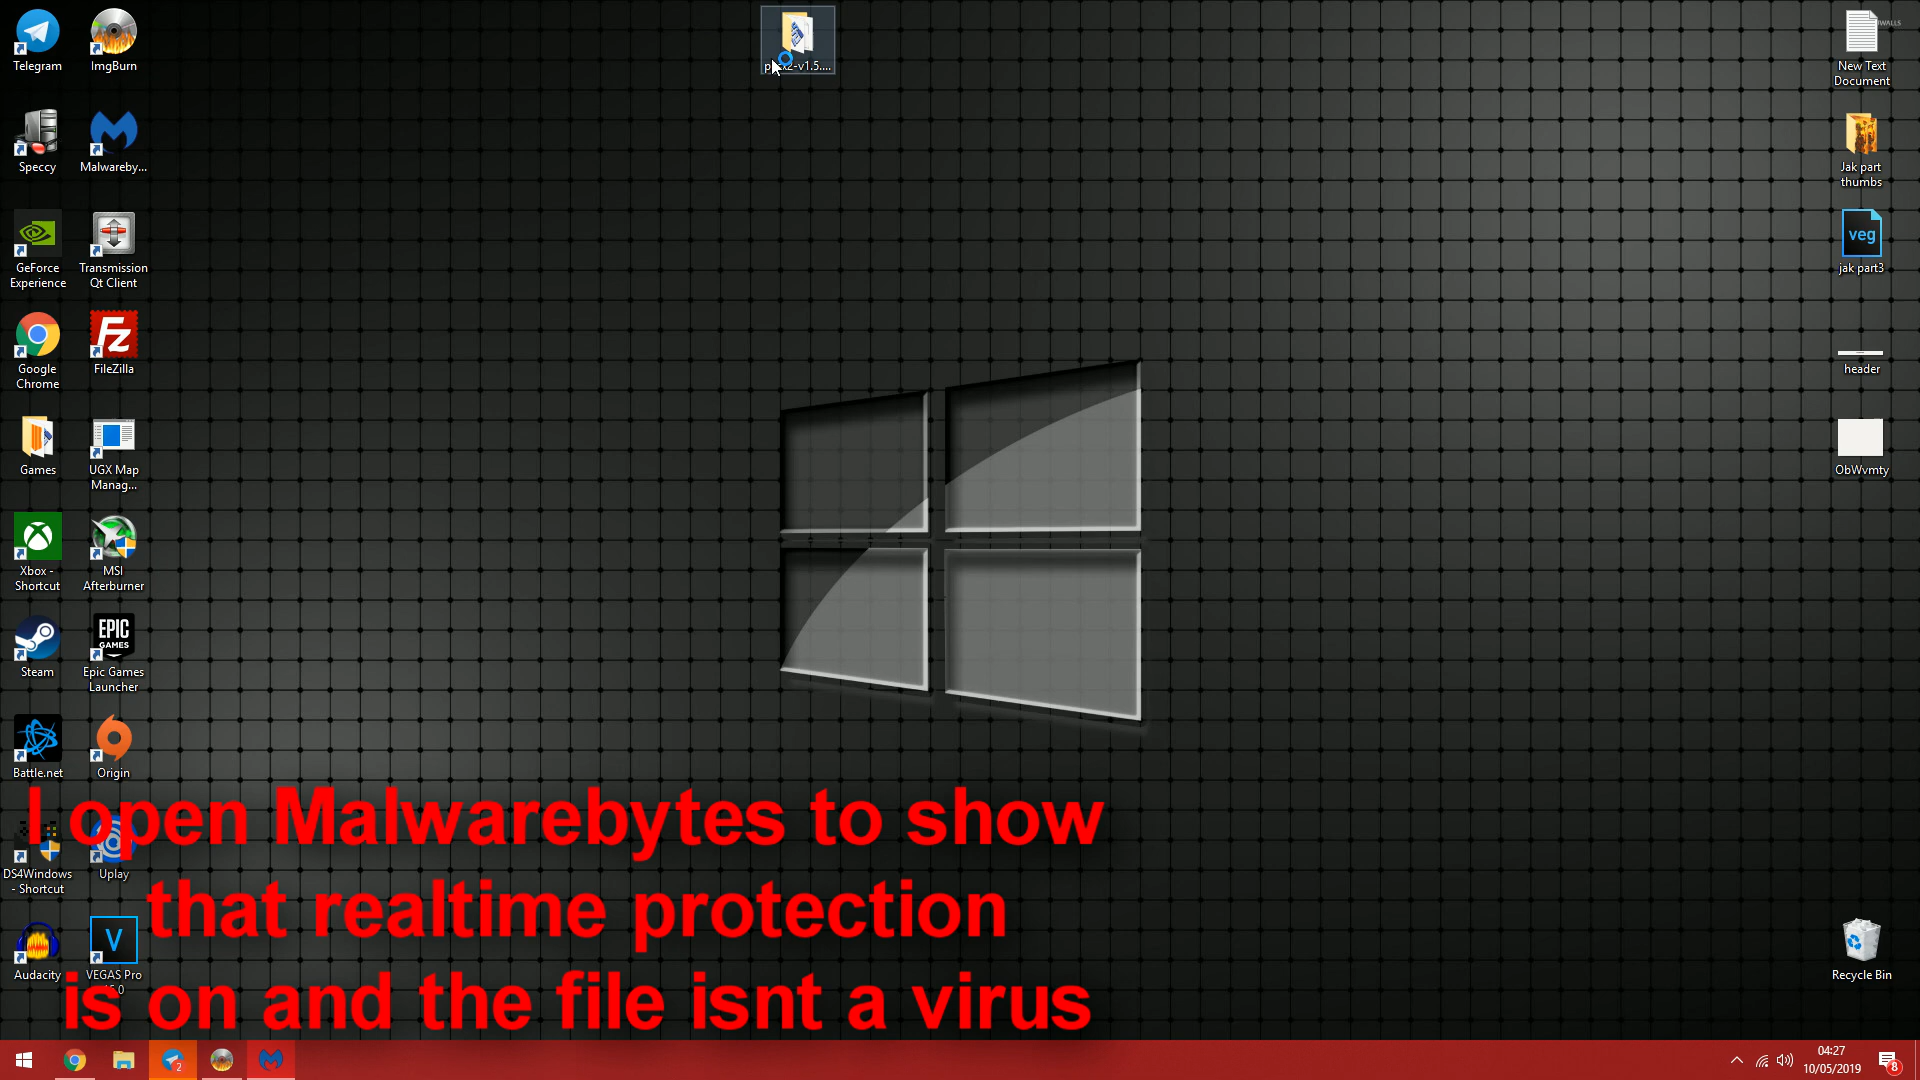 Telegram
ImgBurn
Speccy
Malwareby...
GeForce
Experience
Transmission
Qt Client
Google
Chrome
FileZilla
Games
UGX Map
Manag...
Xbox -
Shortcut
MSI
Afterburner
Steam
EPIC
GAMES
Epic Games
Launcher
Battle.net
Origin
DS4Windows
- Shortcut
Uplay
Audacity
V
VEGAS Pro
New Text
Document
Jak part
thumbs
veg
jak part3
header
ObWvmty
Recycle Bin
I open Malwarebytes to show
that realtime protection
is on and the file isnt a virus
2
04:27
10/05/2019
8